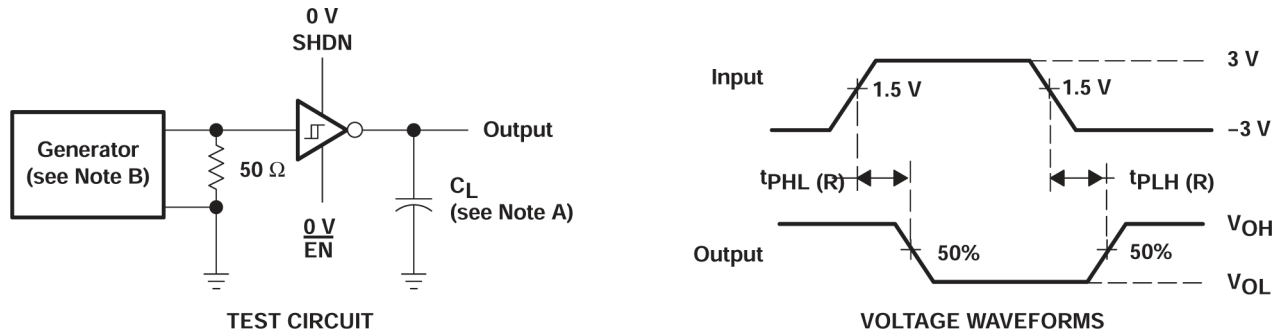 0 V
SHDN
Generator
(see Note B)
50 Ω
Output
CL
(see Note A)
0 V
EN
TEST CIRCUIT
Input
1.5 V
1.5 V
3 V
–3 V
tPHL (R)
tPLH (R)
Output
50%
50%
VOH
VOL
VOLTAGE WAVEFORMS